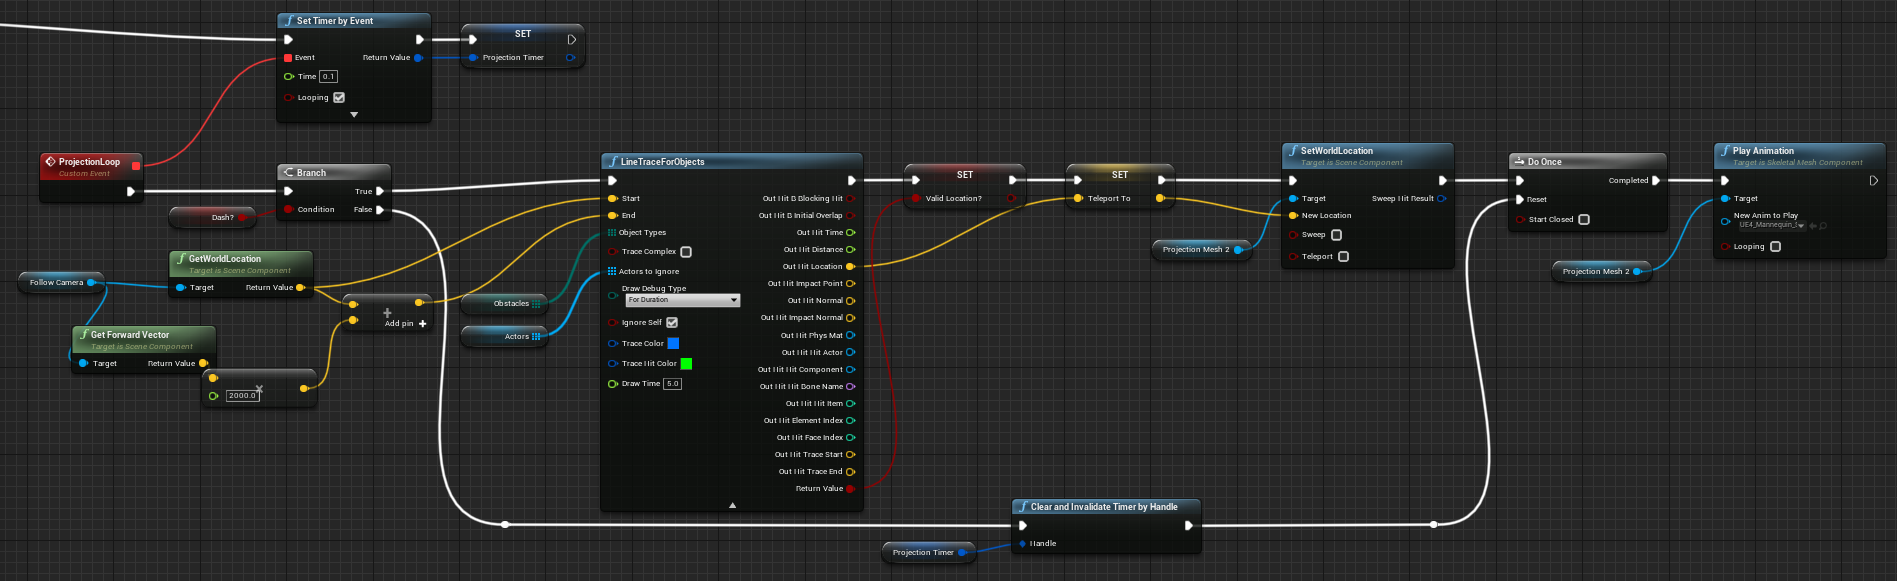 Set Timer by Event
Event
Return Value
Time 0.1
Looping
SET
Projection Timer
ProjectionLoop
Custom Event
Branch
True
Condition
False
Dash?
GetWorldLocation
Target is Scene Component
Target
Return Value
Follow Camera
Add pin +
Get Forward Vector
Target is Scene Component
Target
Return Value
2000.0
Obstacles
Actors
LineTraceForObjects
Start
End
Object Types
Trace Complex
Actors to Ignore
Draw Debug Type
For Duration
Ignore Self
Trace Color
Trace Hit Color
Draw Time 5.0
Out Hit B Blocking Hit
Out Hit B Initial Overlap
Out Hit Time
Out Hit Distance
Out Hit Location
Out Hit Impact Point
Out Hit Normal
Out Hit Impact Normal
Out Hit Phys Mat
Out Hit Hit Actor
Out Hit Hit Component
Out Hit Hit Bone Name
Out Hit Hit Item
Out Hit Element Index
Out Hit Face Index
Out Hit Trace Start
Out Hit Trace End
Return Value
SET
Valid Location?
SET
Teleport To
Projection Mesh 2
SetWorldLocation
Target is Scene Component
Target
Sweep Hit Result
New Location
Sweep
Teleport
Do Once
Completed
Reset
Start Closed
Projection Mesh 2
Play Animation
Target is Skeletal Mesh Component
Target
New Anim to Play
Looping
Clear and Invalidate Timer by Handle
Handle
Projection Timer